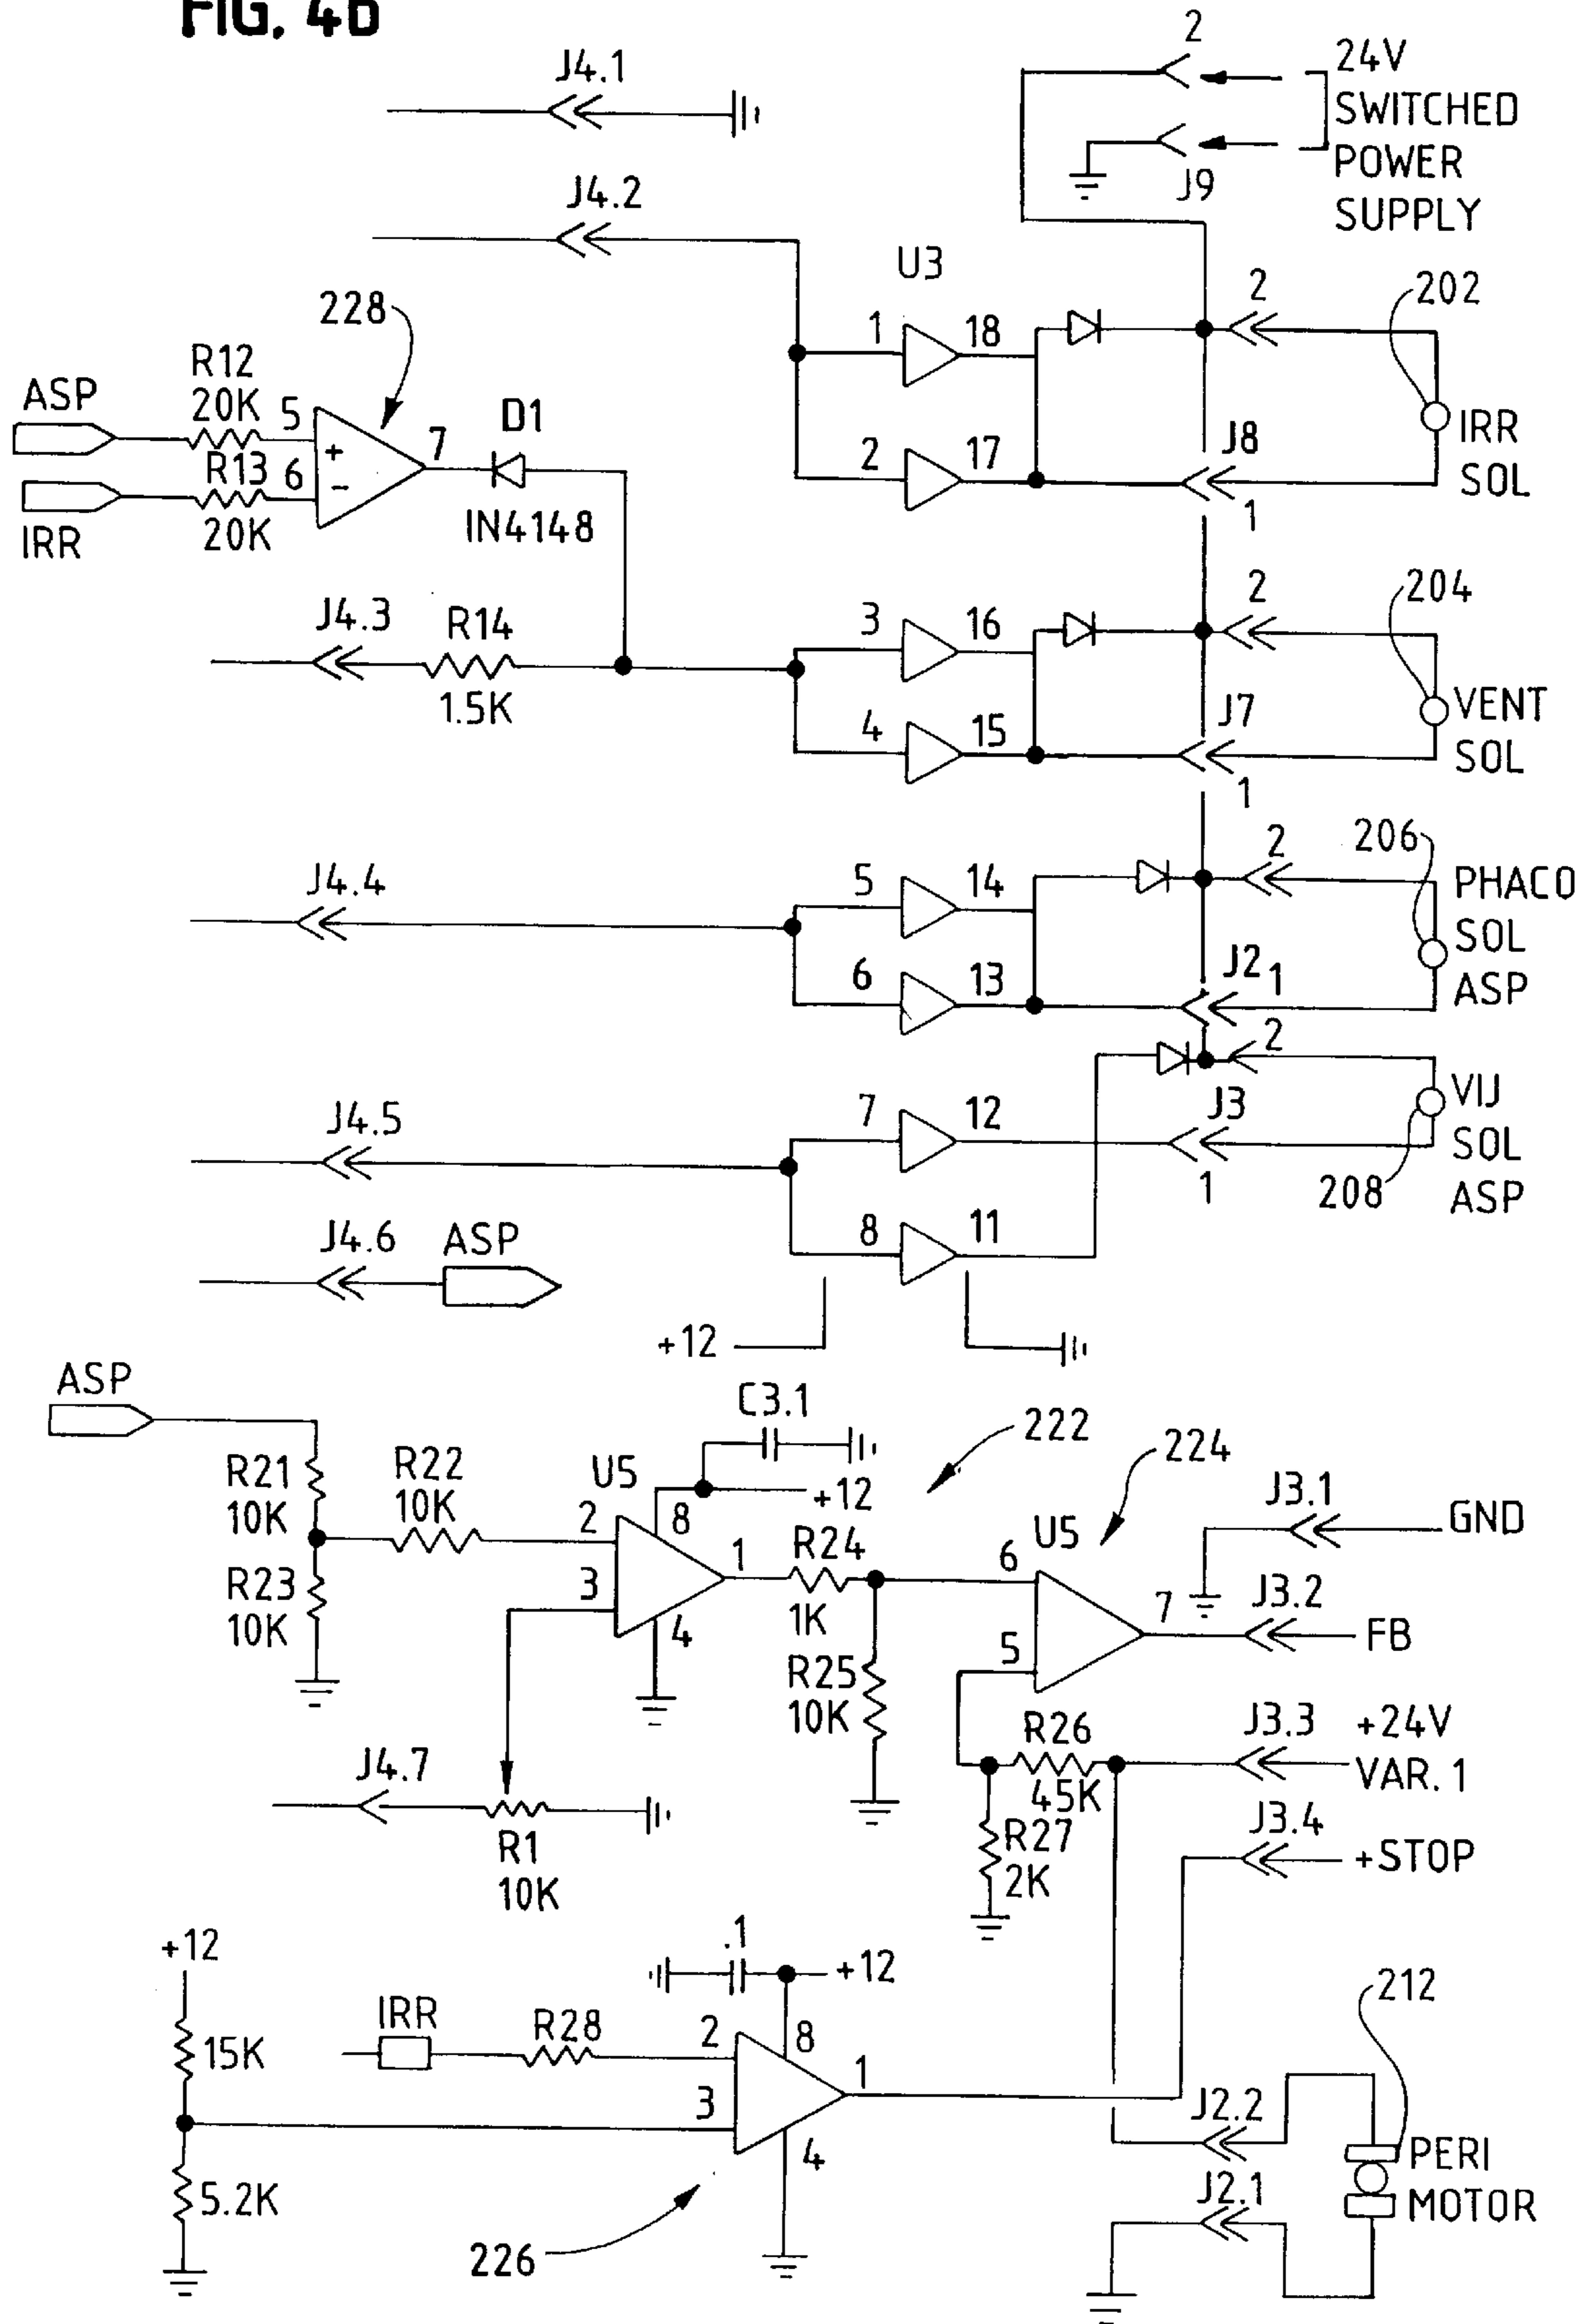 FIG. 4b
J4.1
2
24V
SWITCHED
POWER
SUPPLY
J9
J4.2
U3
228
2
202
1
18
R12
20K
ASP
5
+
7
D1
R13
6
-
20K
IRR
IN4148
2
17
J8
1
IRR
SOL
J4.3
R14
1.5K
3
16
2
204
4
15
J7
1
VENT
SOL
J4.4
5
14
2
206
PHACO
SOL
ASP
6
13
J2
1
2
J4.5
7
12
J3
1
VIJ
SOL
ASP
208
J4.6
ASP
8
11
+12
ASP
C3.1
222
224
R21
10K
R22
10K
U5
+12
2
8
1
R24
1K
U5
6
J3.1
GND
R23
10K
3
4
7
J3.2
FB
5
R25
10K
R26
45K
J3.3
+24V
VAR. 1
J4.7
R1
10K
R27
2K
J3.4
+STOP
+12
.1
+12
212
15K
IRR
R28
2
8
1
3
4
J2.2
PERI
MOTOR
5.2K
J2.1
226